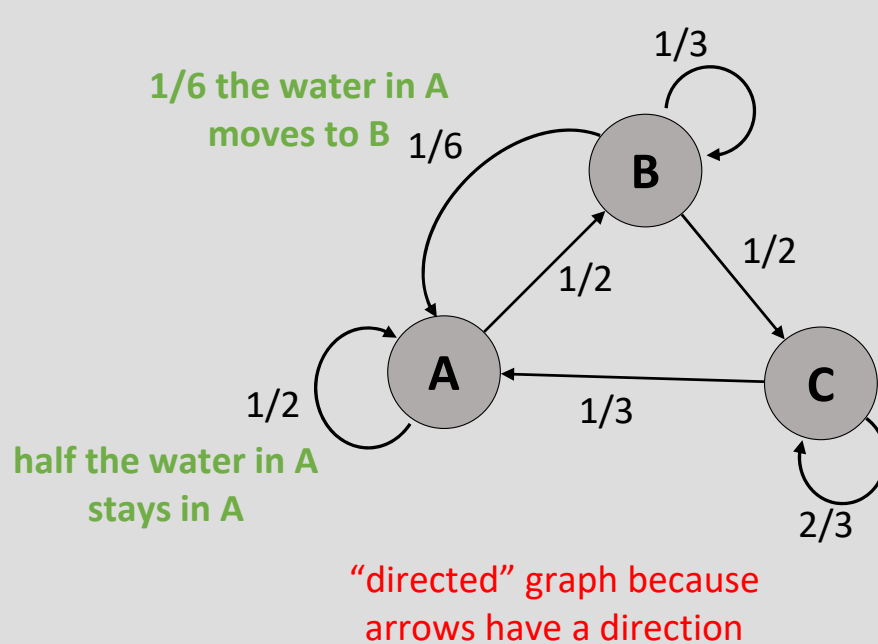 1/3
1/6 the water in A
moves to B
1/6
B
1/2
1/2
A
C
1/2
1/3
half the water in A
stays in A
2/3
“directed” graph because
arrows have a direction